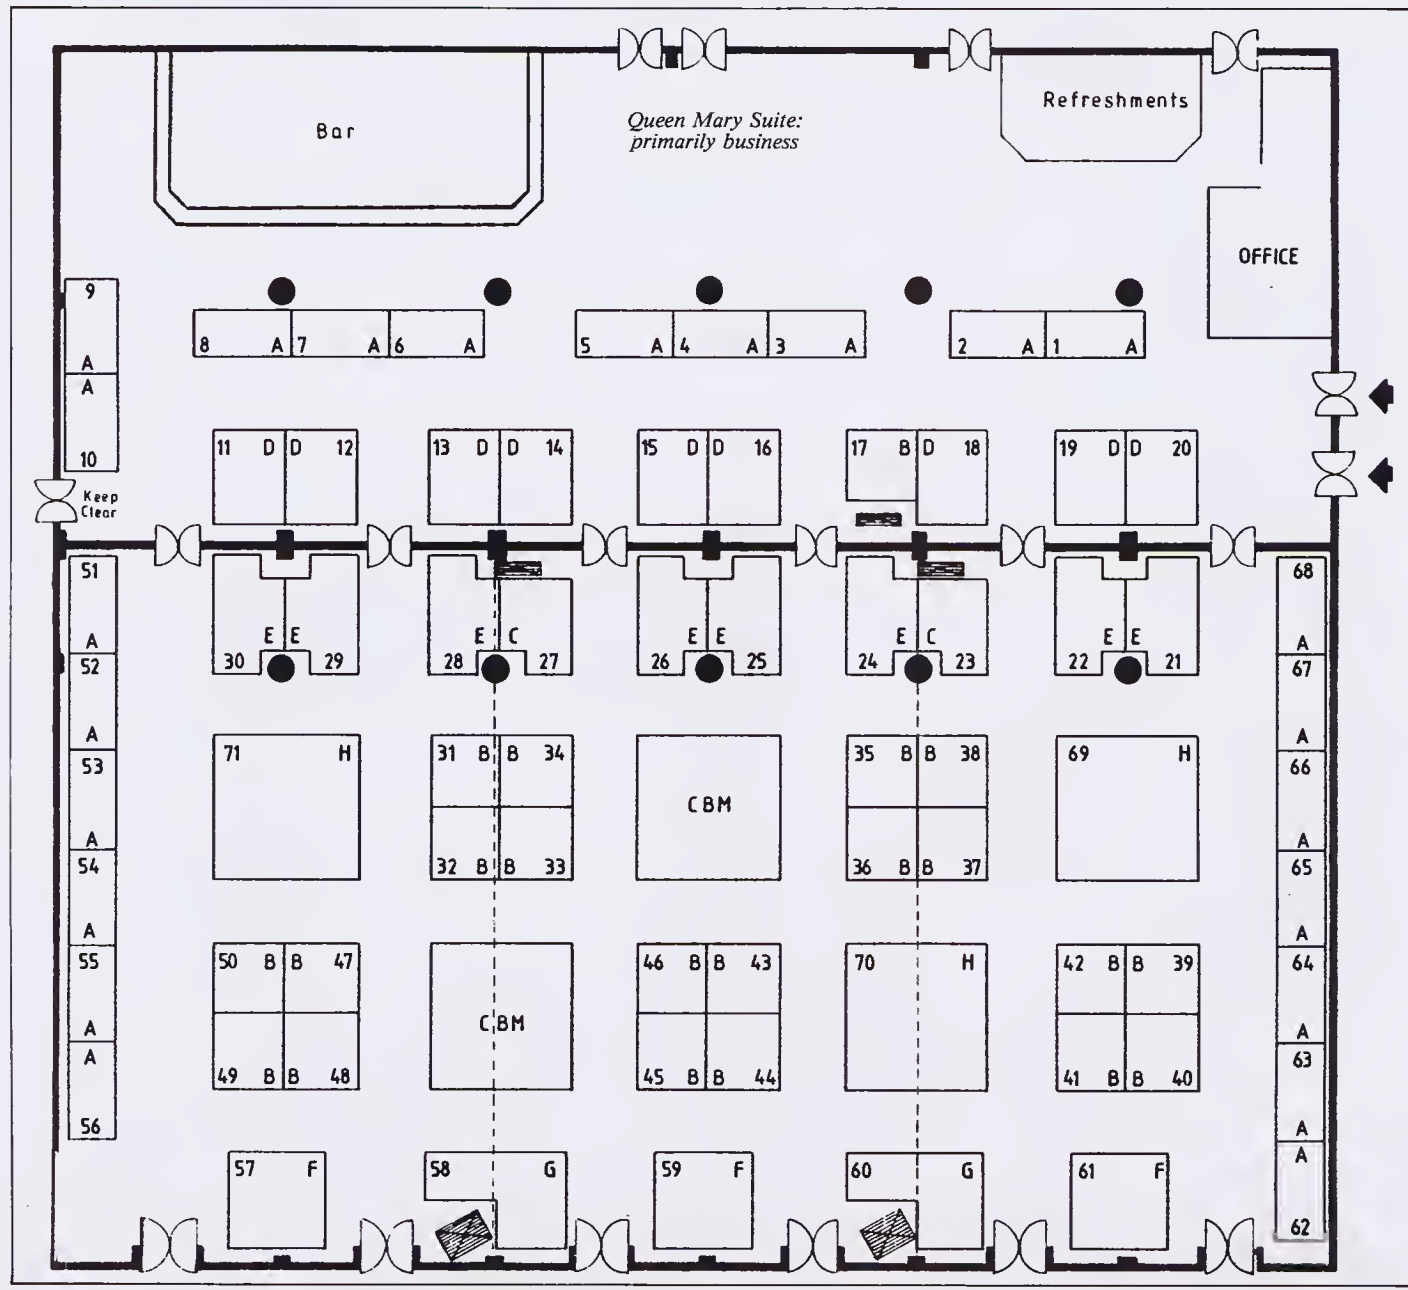 Bar
Queen Mary Suite:
primarily business
Refreshments
OFFICE
9
A
A
10
Keep
Clear
8 A 7 A 6 A
5 A 4 A 3 A
2 A 1 A
11 D D 12
13 D D 14
15 D D 16
17 B D 18
19 D D 20
51
A
52
A
53
A
54
A
55
A
A
56
E E
30 29
E C
28 27
E E
26 25
E C
24 23
E E
22 21
68
A
67
A
66
A
65
A
64
A
63
A
A
62
71 H
31 B B 34
32 B B 33
CBM
35 B B 38
36 B B 37
69 H
50 B B 47
49 B B 48
CBM
46 B B 43
45 B B 44
70 H
42 B B 39
41 B B 40
57 F
58 G
59 F
60 G
61 F